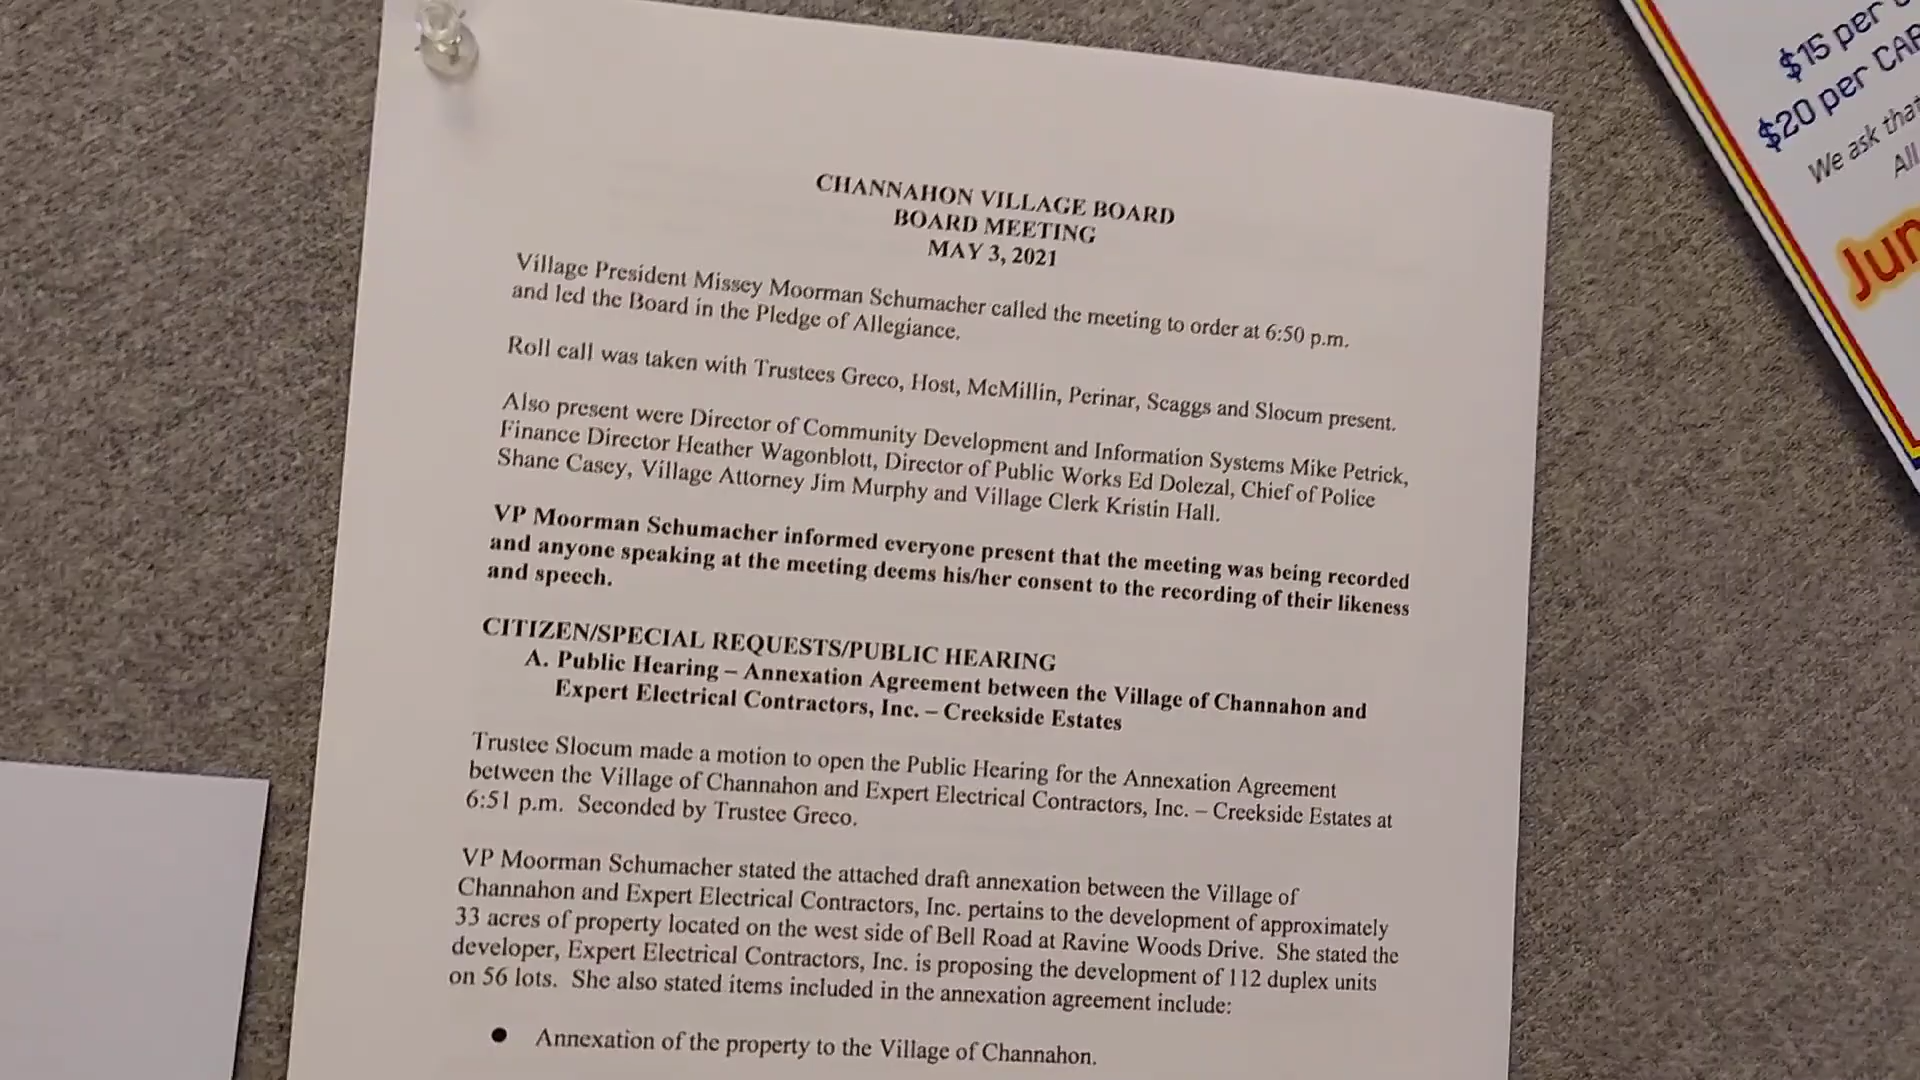 CHANNAHON VILLAGE BOARD
BOARD MEETING
MAY 3, 2021
Village President Missey Moorman Schumacher called the meeting to order at 6:50 p.m.
and led the Board in the Pledge of Allegiance.
Roll call was taken with Trustees Greco, Host, McMillin, Perinar, Scaggs and Slocum present.
Also present were Director of Community Development and Information Systems Mike Petrick,
Finance Director Heather Wagonblott, Director of Public Works Ed Dolezal, Chief of Police
Shane Casey, Village Attorney Jim Murphy and Village Clerk Kristin Hall.
VP Moorman Schumacher informed everyone present that the meeting was being recorded
and anyone speaking at the meeting deems his/her consent to the recording of their likeness
and speech.
CITIZEN/SPECIAL REQUESTS/PUBLIC HEARING
A. Public Hearing – Annexation Agreement between the Village of Channahon and
Expert Electrical Contractors, Inc. – Creekside Estates
Trustee Slocum made a motion to open the Public Hearing for the Annexation Agreement
between the Village of Channahon and Expert Electrical Contractors, Inc. – Creekside Estates at
6:51 p.m. Seconded by Trustee Greco.
VP Moorman Schumacher stated the attached draft annexation between the Village of
Channahon and Expert Electrical Contractors, Inc. pertains to the development of approximately
33 acres of property located on the west side of Bell Road at Ravine Woods Drive. She stated the
developer, Expert Electrical Contractors, Inc. is proposing the development of 112 duplex units
on 56 lots. She also stated items included in the annexation agreement include:
● Annexation of the property to the Village of Channahon.
$15 per
$20 per CAR
We ask that
All
Jun